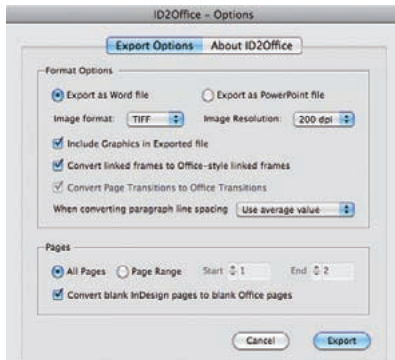 ID2Office - Options
Export Options About ID2Office
Format Options
Export as Word file Export as PowerPoint file
Image format: TIFF Image Resolution: 200 dpi
Include Graphics in Exported file
Convert linked frames to Office-style linked frames
Convert Page Transitions to Office Transitions
When converting paragraph line spacing Use average value
Pages
All Pages Page Range Start 1 End 2
Convert blank InDesign pages to blank Office pages
Cancel Export